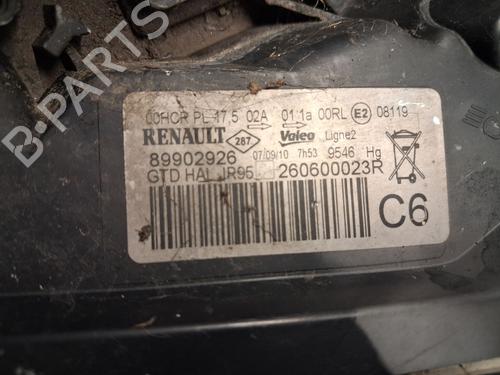 00HCR PL 17,5 02A 01,1a 00RL E2 08119
RENAULT 287 Valeo Ligne2
89902926 07/09/10 7h53 9546 Hg
GTD HAL JR95 260600023R
C6
B-PARTS